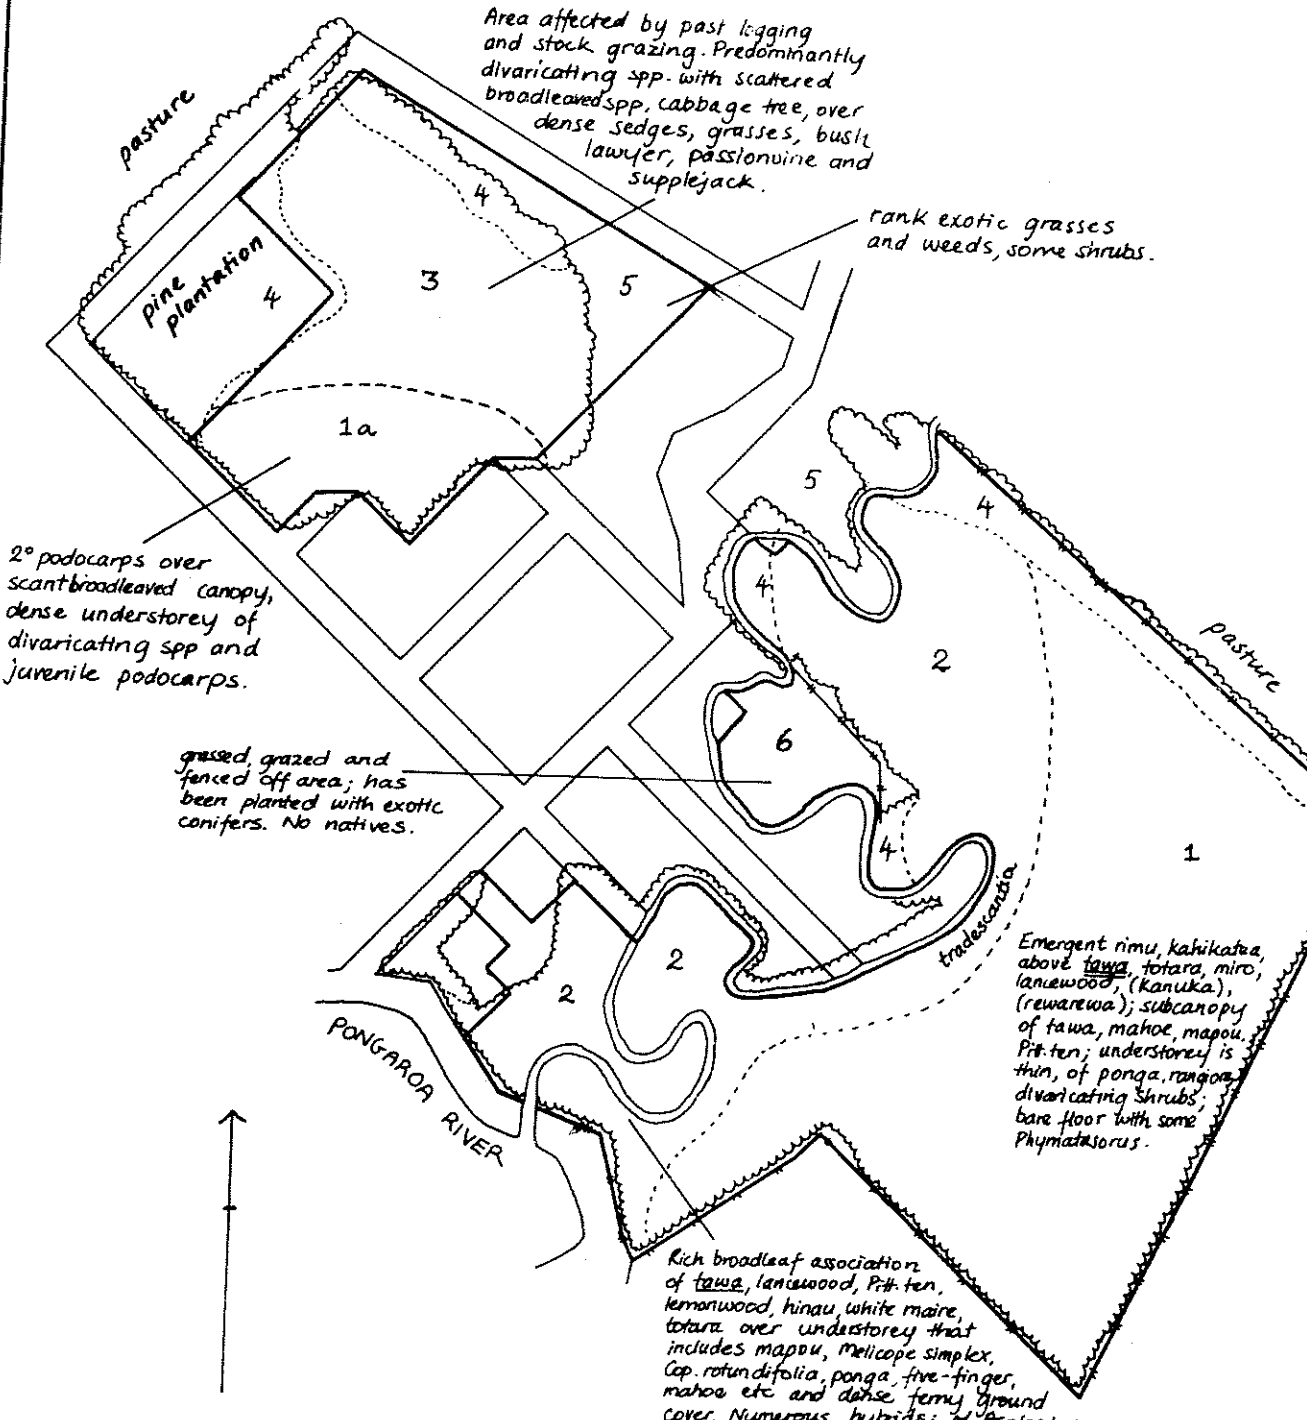 Area affected by past logging
and stock grazing. Predominantly
divaricating spp. with scattered
broadleaved spp, cabbage tree, over
dense sedges, grasses, bush
lawyer, passionvine and
supplejack.
pasture
4
rank exotic grasses
and weeds, some shrubs.
pine
plantation
4
3
5
1a
5
4
2° podocarps over
scant broadleaved canopy,
dense understorey of
divaricating spp and
juvenile podocarps.
4
2
pasture
6
grassed, grazed and
fenced off area; has
been planted with exotic
conifers. No natives.
4
1
tradescantia
2
2
Emergent rimu, kahikatea,
above tawa, totara, miro,
lancewood, (kanuka),
(rewarewa); subcanopy
of tawa, mahoe, mapou,
Pitt. ten; understorey is
thin, of ponga, rangiora,
divaricating shrubs;
bare floor with some
Phymatosorus.
PONGAROA
RIVER
Rich broadleaf association
of tawa, lancewood, Pitt. ten,
lemonwood, hinau, white maire,
totara over understorey that
includes mapou, Melicope simplex,
Cop. rotundifolia, ponga, five-finger,
mahoe etc and dense ferny ground
cover. Numerous hybrids; of